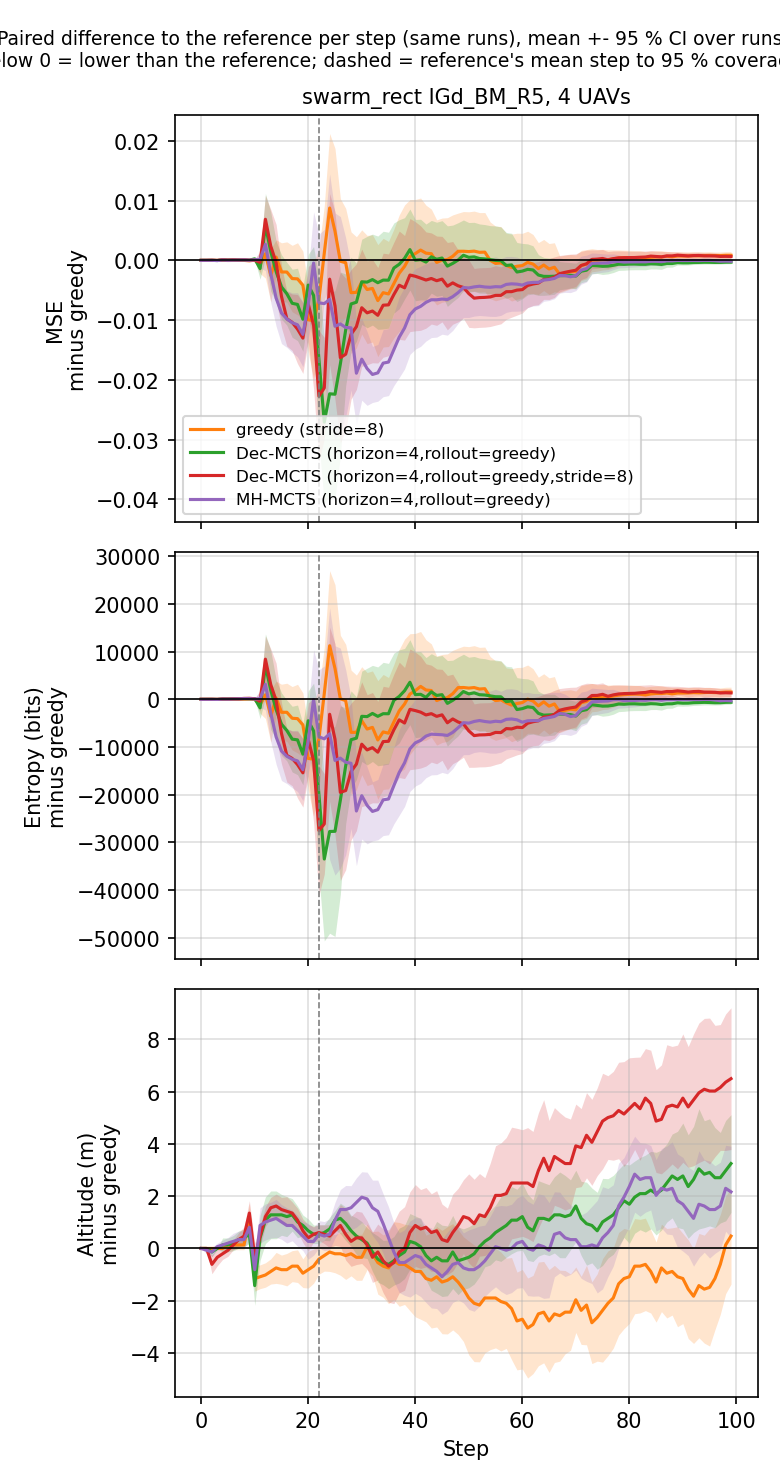 Paired difference to the reference per step (same runs), mean +- 95 % CI over runs
low 0 = lower than the reference; dashed = reference's mean step to 95 % covera
swarm_rect IGd_BM_R5, 4 UAVs
0.02
0.01
0.00
−0.01
−0.02
−0.03
−0.04
MSE
minus greedy
greedy (stride=8)
Dec-MCTS (horizon=4,rollout=greedy)
Dec-MCTS (horizon=4,rollout=greedy,stride=8)
MH-MCTS (horizon=4,rollout=greedy)
30000
20000
10000
0
−10000
−20000
−30000
−40000
−50000
Entropy (bits)
minus greedy
8
6
4
2
0
−2
−4
Altitude (m)
minus greedy
0 20 40 60 80 100
Step